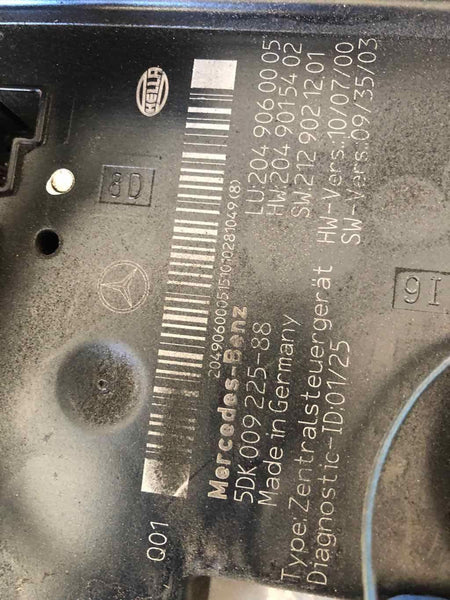 HELLA
8D
Q01
2049060005151010281049(8)
Mercedes-Benz
LU:204 906 00 05
5DK 009 225-88
HW:204 901 54 02
Made in Germany
SW:212 902 12.01
Type:Zentralsteuergerät HW-Vers.:10/07/00
Diagnostic-ID:01/25 SW-Vers.:09/35/03
9I